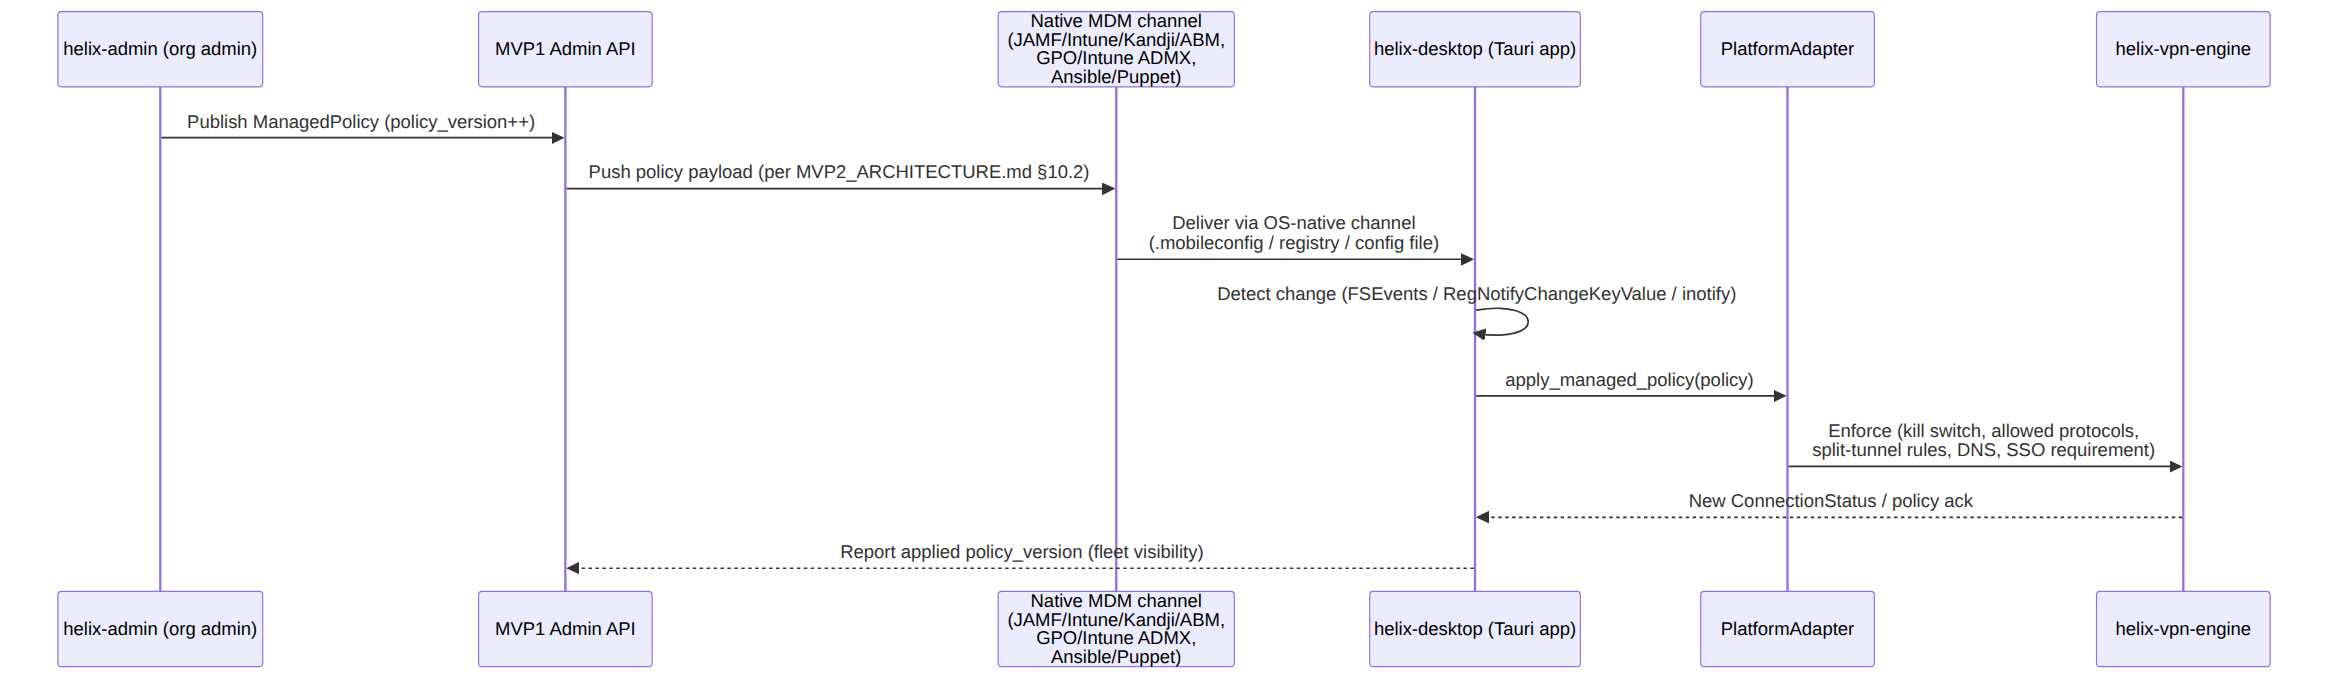 helix-admin (org admin)
MVP1 Admin API
Native MDM channel
(JAMF/Intune/Kandji/ABM,
GPO/Intune ADMX,
Ansible/Puppet)
helix-desktop (Tauri app)
PlatformAdapter
helix-vpn-engine
Publish ManagedPolicy (policy_version++)
Push policy payload (per MVP2_ARCHITECTURE.md §10.2)
Deliver via OS-native channel
(.mobileconfig / registry / config file)
Detect change (FSEvents / RegNotifyChangeKeyValue / inotify)
apply_managed_policy(policy)
Enforce (kill switch, allowed protocols,
split-tunnel rules, DNS, SSO requirement)
New ConnectionStatus / policy ack
Report applied policy_version (fleet visibility)
helix-admin (org admin)
MVP1 Admin API
Native MDM channel
(JAMF/Intune/Kandji/ABM,
GPO/Intune ADMX,
Ansible/Puppet)
helix-desktop (Tauri app)
PlatformAdapter
helix-vpn-engine